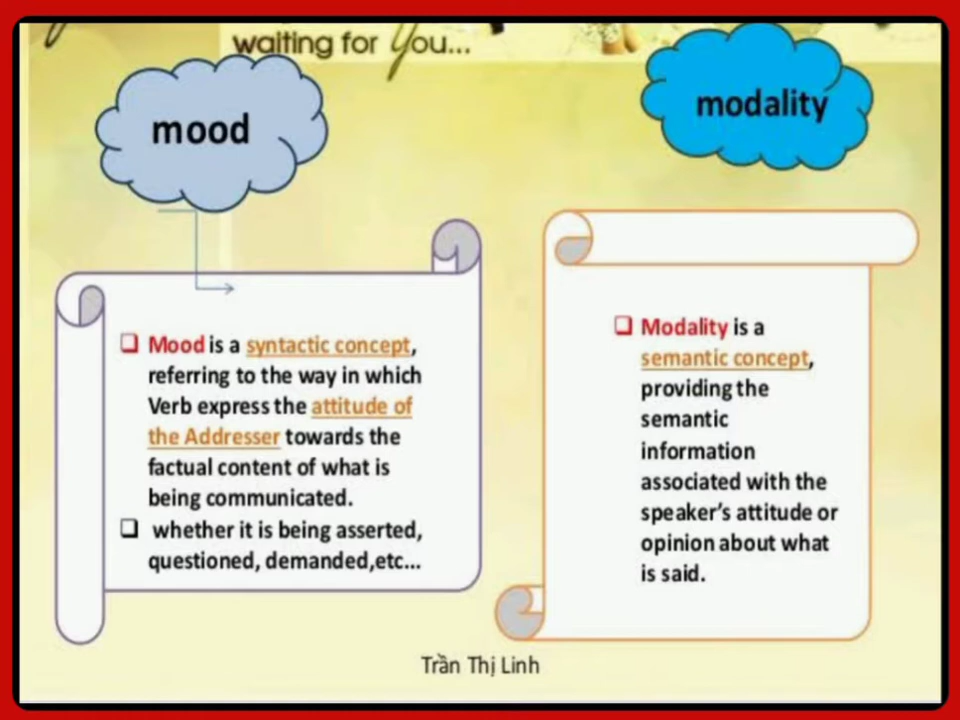 waiting for You...
mood
modality
❑ Mood is a syntactic concept,
referring to the way in which
Verb express the attitude of
the Addresser towards the
factual content of what is
being communicated.
❑ whether it is being asserted,
questioned, demanded,etc...
❑ Modality is a
semantic concept,
providing the
semantic
information
associated with the
speaker's attitude or
opinion about what
is said.
Trần Thị Linh